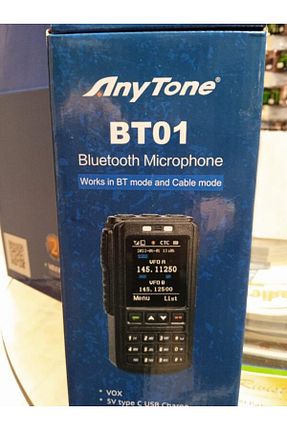 AnyTone®
BT01
Bluetooth Microphone
Works in BT mode and Cable mode
CTC
VFO A
145.11250
VFO B
145.12500
Menu List
• VOX
• 5V type C USB Charge